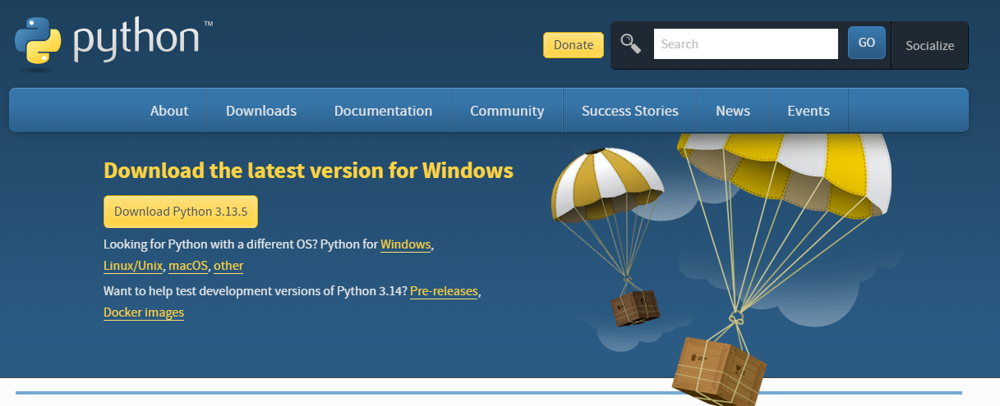 python™
Donate
Search
GO
Socialize
About Downloads Documentation Community Success Stories News Events
Download the latest version for Windows
Download Python 3.13.5
Looking for Python with a different OS? Python for Windows,
Linux/Unix, macOS, other
Want to help test development versions of Python 3.14? Pre-releases,
Docker images